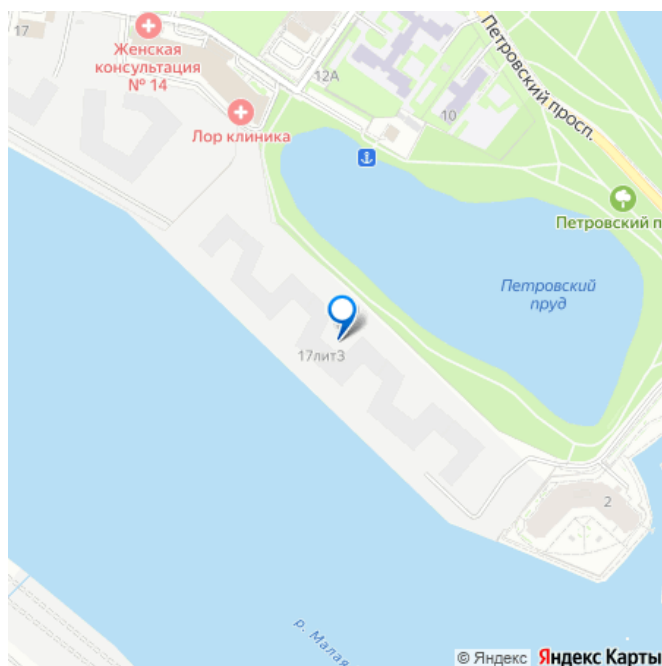 17
Женская
консультация
№ 14
12А
Петровский просп.
10
Лор клиника
Петровский п
Петровский
пруд
17лит3
2
р. Малая
© Яндекс Яндекс Карты